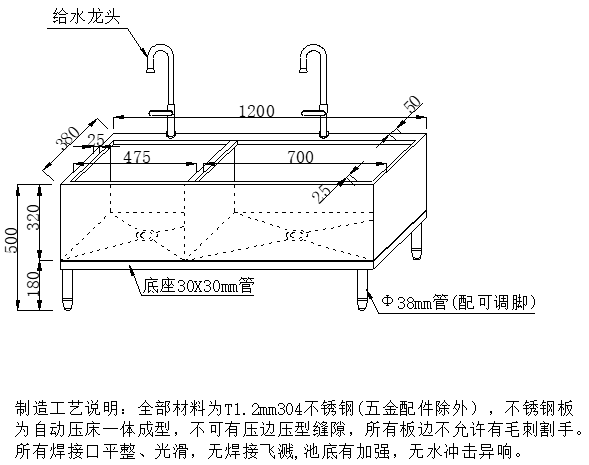 给水龙头
1200
50
380
25
475
700
25
500
320
180
底座30X30mm管
Φ38mm管(配可调脚)
制造工艺说明：全部材料为T1.2mm304不锈钢(五金配件除外），不锈钢板
为自动压床一体成型，不可有压边压型缝隙，所有板边不允许有毛刺割手。
所有焊接口平整、光滑，无焊接飞溅,池底有加强，无水冲击异响。